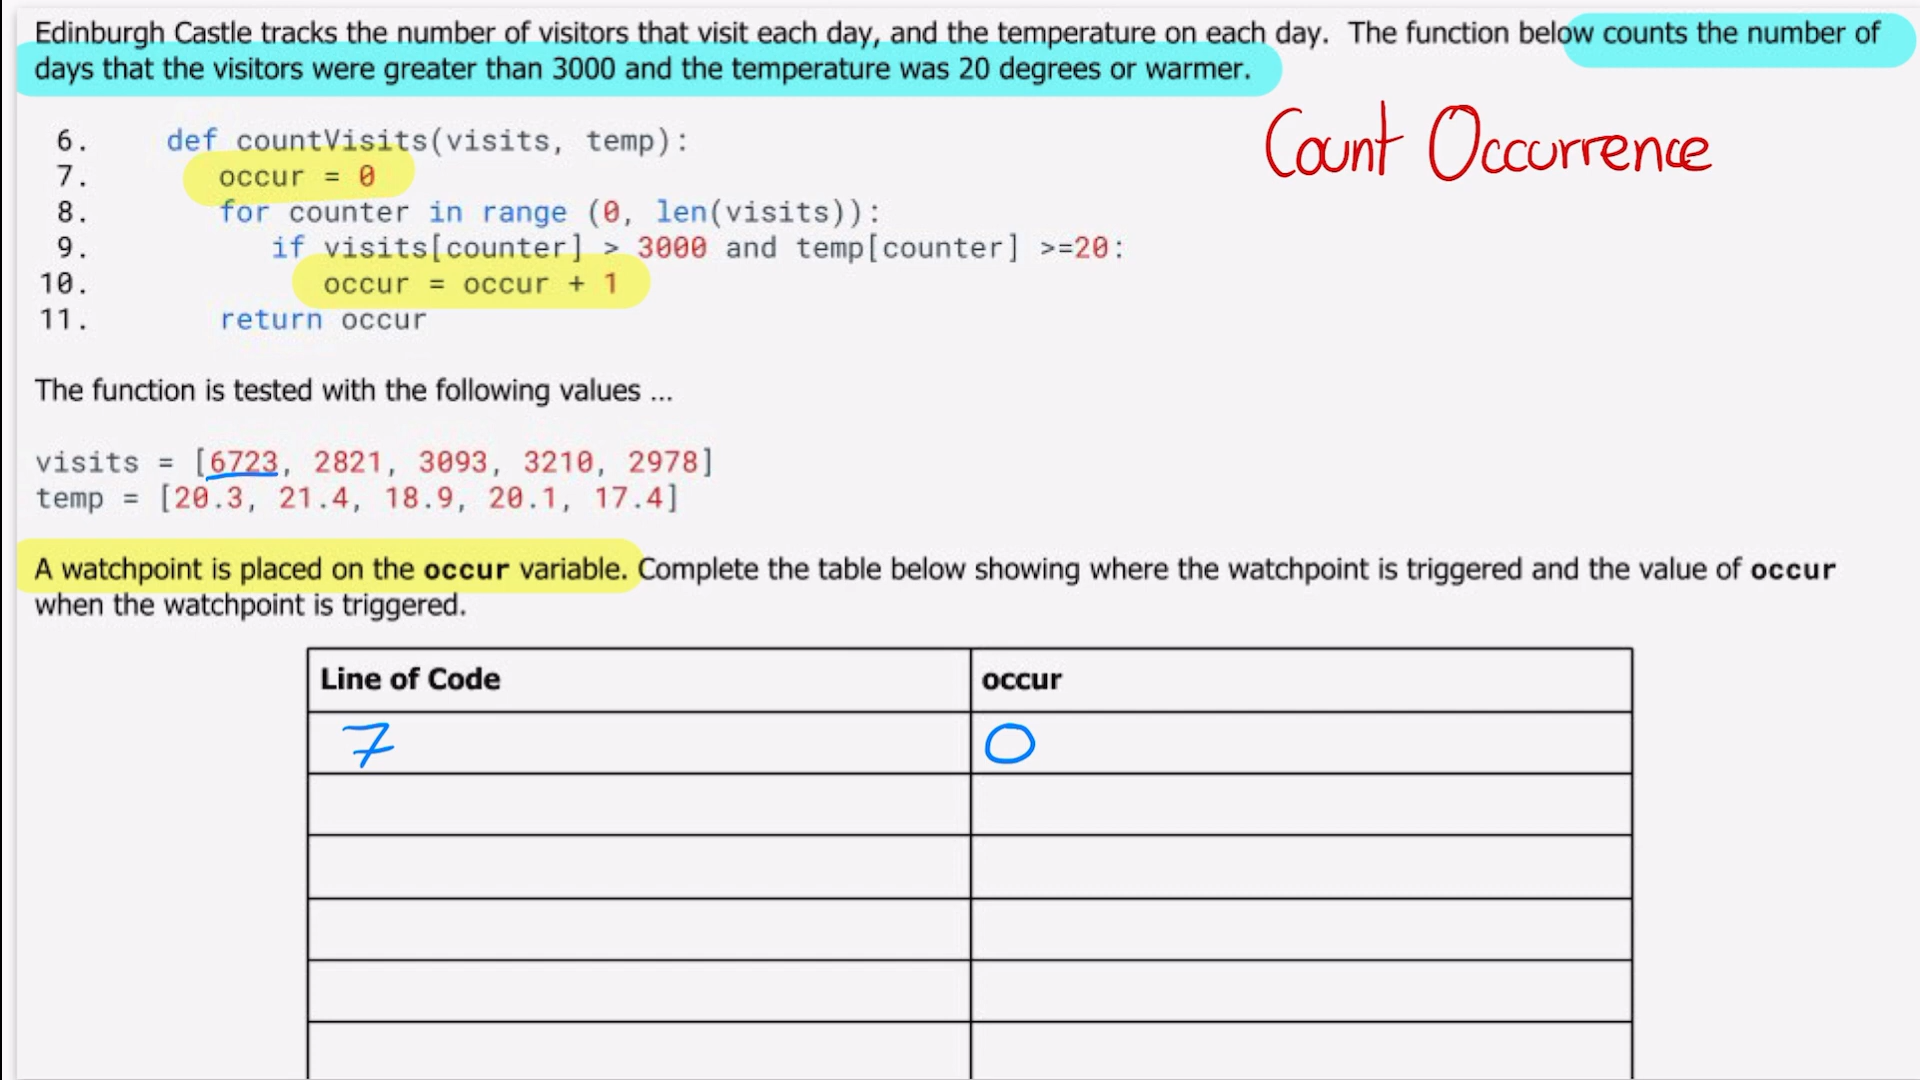 Edinburgh Castle tracks the number of visitors that visit each day, and the temperature on each day.  The function below counts the number of
days that the visitors were greater than 3000 and the temperature was 20 degrees or warmer.
Count Occurrence
6. def countVisits(visits, temp):
7. occur = 0
8. for counter in range (0, len(visits)):
9. if visits[counter] > 3000 and temp[counter] >=20:
10. occur = occur + 1
11. return occur
The function is tested with the following values ...
visits = [6723, 2821, 3093, 3210, 2978]
temp = [20.3, 21.4, 18.9, 20.1, 17.4]
A watchpoint is placed on the occur variable. Complete the table below showing where the watchpoint is triggered and the value of occur
when the watchpoint is triggered.
Line of Code occur
7 0